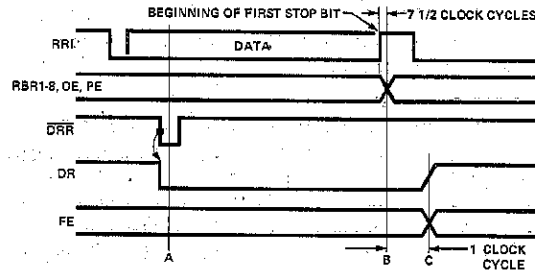 BEGINNING OF FIRST STOP BIT
7 1/2 CLOCK CYCLES
RRI
DATA
RBR1-8, OE, PE
DRR
DR
FE
A
B
C
1 CLOCK CYCLE